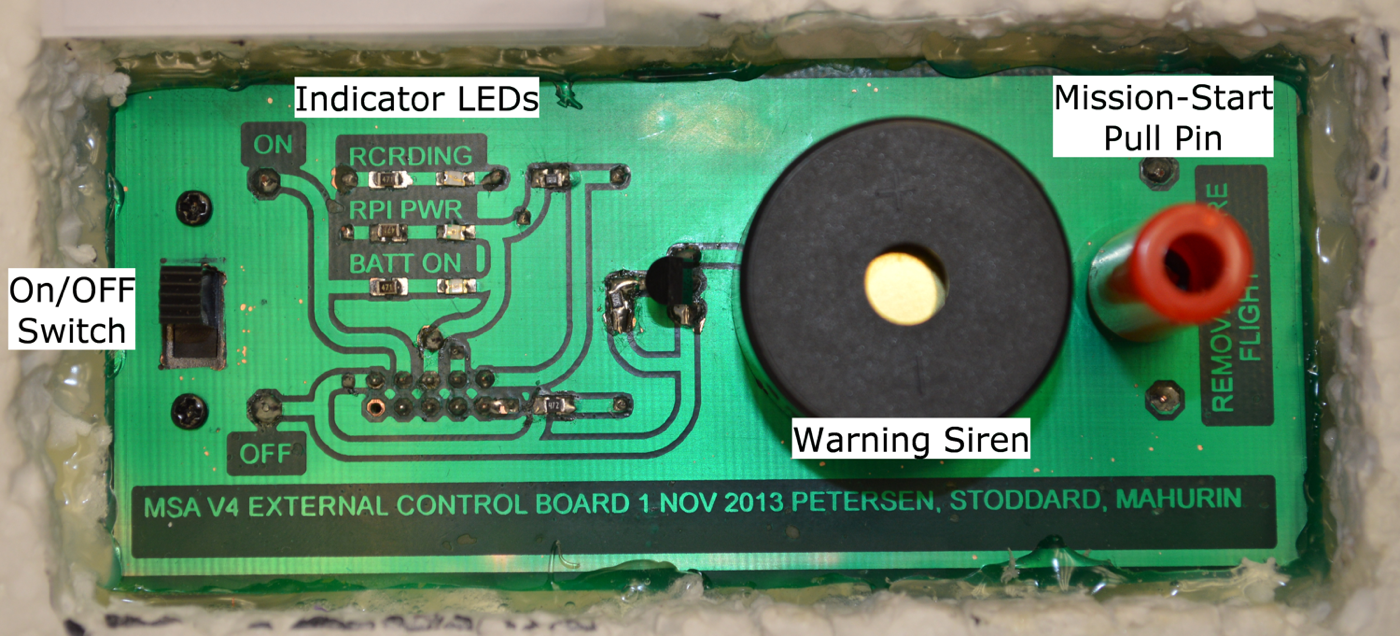 Indicator LEDs
Mission-Start
Pull Pin
ON
RCRDING
RPI PWR
BATT ON
On/OFF
Switch
OFF
Warning Siren
FLIGHT
MSA V4 EXTERNAL CONTROL BOARD 1 NOV 2013 PETERSEN, STODDARD, MAHURIN